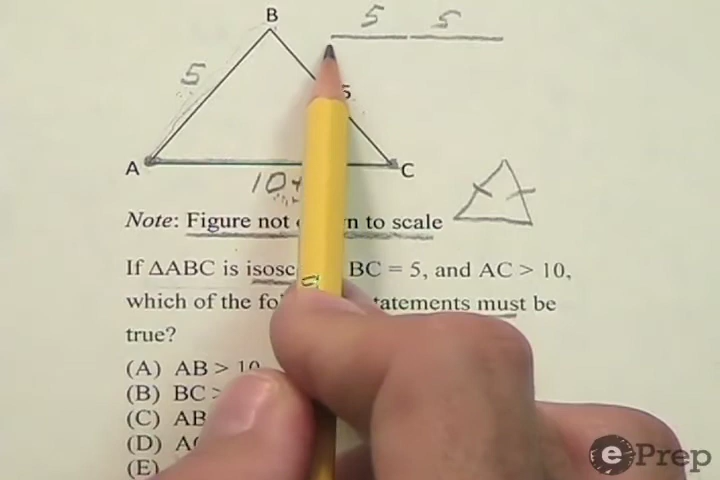 B
5 5
5
5
A
C
10+
Note: Figure not n to scale
If ΔABC is isosc BC = 5, and AC > 10,
which of the fo tatements must be
true?
(A) AB > 10
(B) BC >
(C) AB
(D) A
(E)
ePrep